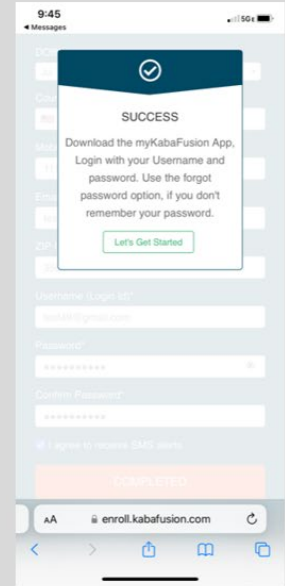 9:45
5G
Messages
SUCCESS
Download the myKabaFusion App,
Login with your Username and
password. Use the forgot
password option, if you don't
remember your password.
Let's Get Started
ZIP
Username (Login id)*
Password*
Confirm Password*
I agree to receive SMS alerts
COMPLETED
AA
enroll.kabafusion.com